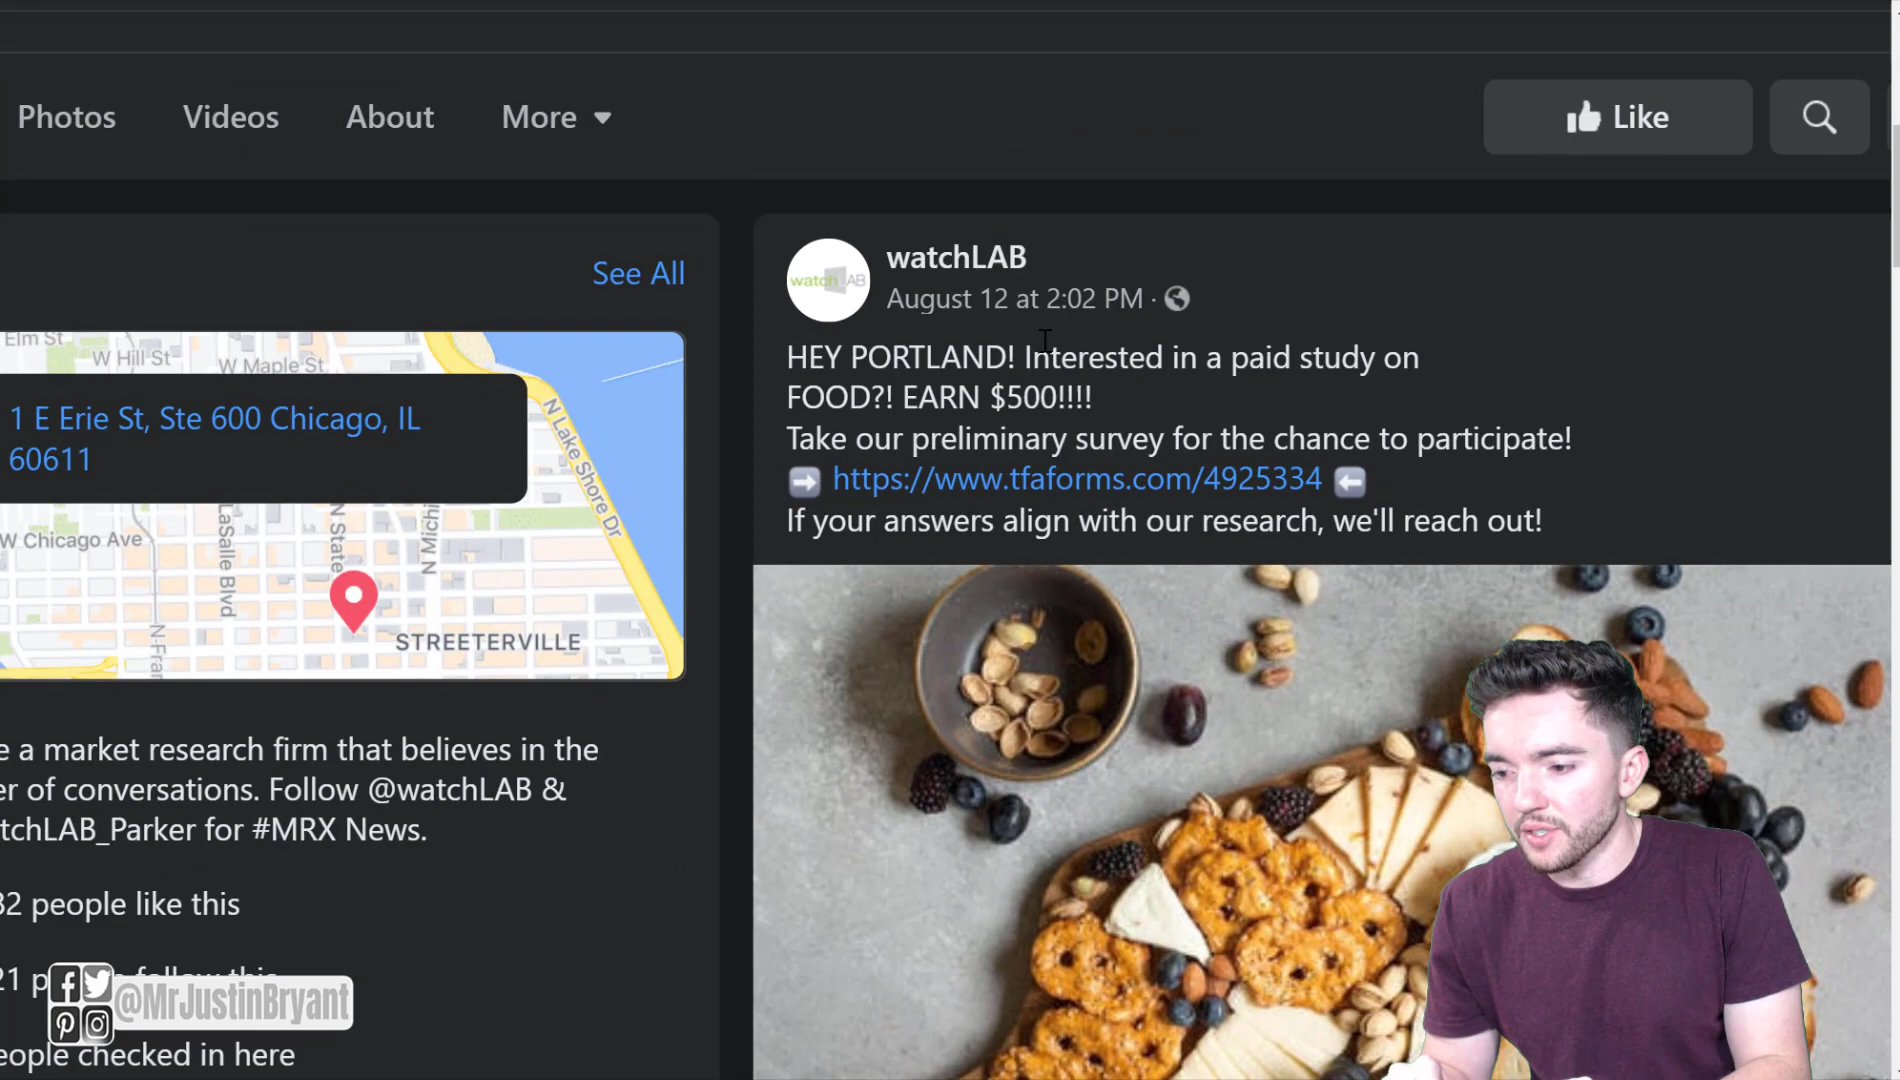 Photos Videos About More Like
See All
Elm St
W Hill St
W Maple St
1 E Erie St, Ste 600 Chicago, IL
60611
N Lake Shore Dr
W Chicago Ave
LaSalle Blvd
N State
N Michi
N Fran
STREETERVILLE
e a market research firm that believes in the
er of conversations. Follow @watchLAB &
tchLAB_Parker for #MRX News.
32 people like this
21 p follow this
@MrJustinBryant
eople checked in here
watchLAB
watchLAB
August 12 at 2:02 PM ·
HEY PORTLAND! Interested in a paid study on
FOOD?! EARN $500!!!!
Take our preliminary survey for the chance to participate!
➡ https://www.tfaforms.com/4925334 ⬅
If your answers align with our research, we'll reach out!